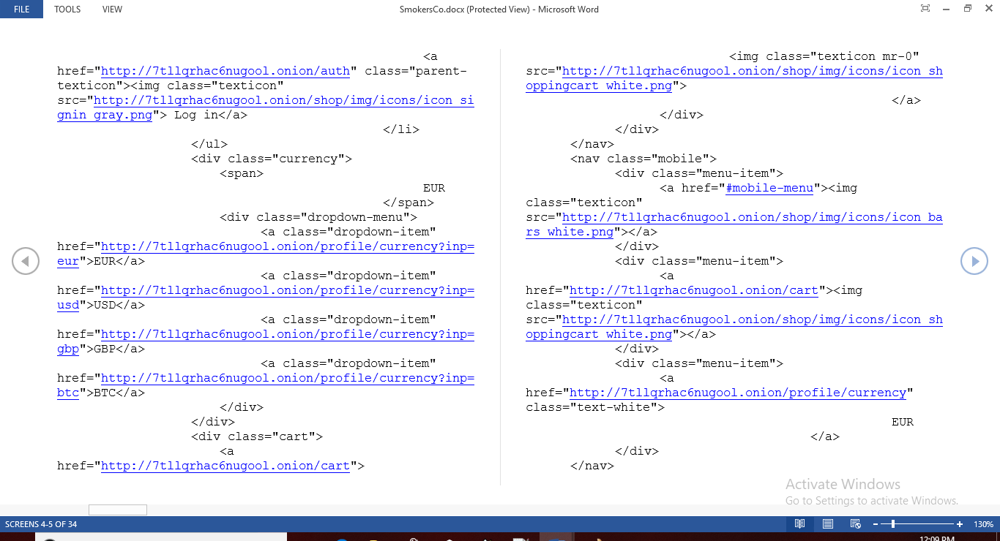 FILE TOOLS VIEW SmokersCo.docx (Protected View) - Microsoft Word
<a
href="http://7tllqrhac6nugool.onion/auth" class="parent-
texticon"><img class="texticon"
src="http://7tllqrhac6nugool.onion/shop/img/icons/icon_si
gnin_gray.png"> Log in</a>
</li>
</ul>
<div class="currency">
<span>
EUR
</span>
<div class="dropdown-menu">
<a class="dropdown-item"
href="http://7tllqrhac6nugool.onion/profile/currency?inp=
eur">EUR</a>
<a class="dropdown-item"
href="http://7tllqrhac6nugool.onion/profile/currency?inp=
usd">USD</a>
<a class="dropdown-item"
href="http://7tllqrhac6nugool.onion/profile/currency?inp=
gbp">GBP</a>
<a class="dropdown-item"
href="http://7tllqrhac6nugool.onion/profile/currency?inp=
btc">BTC</a>
</div>
</div>
<div class="cart">
<a
href="http://7tllqrhac6nugool.onion/cart">
<img class="texticon mr-0"
src="http://7tllqrhac6nugool.onion/shop/img/icons/icon_sh
oppingcart_white.png">
</a>
</div>
</div>
</nav>
<nav class="mobile">
<div class="menu-item">
<a href="#mobile-menu"><img
class="texticon"
src="http://7tllqrhac6nugool.onion/shop/img/icons/icon_ba
rs_white.png"></a>
</div>
<div class="menu-item">
<a
href="http://7tllqrhac6nugool.onion/cart"><img
class="texticon"
src="http://7tllqrhac6nugool.onion/shop/img/icons/icon_sh
oppingcart_white.png"></a>
</div>
<div class="menu-item">
<a
href="http://7tllqrhac6nugool.onion/profile/currency"
class="text-white">
EUR
</a>
</div>
</nav>
Activate Windows
Go to Settings to activate Windows.
SCREENS 4-5 OF 34 130%
12:09 PM